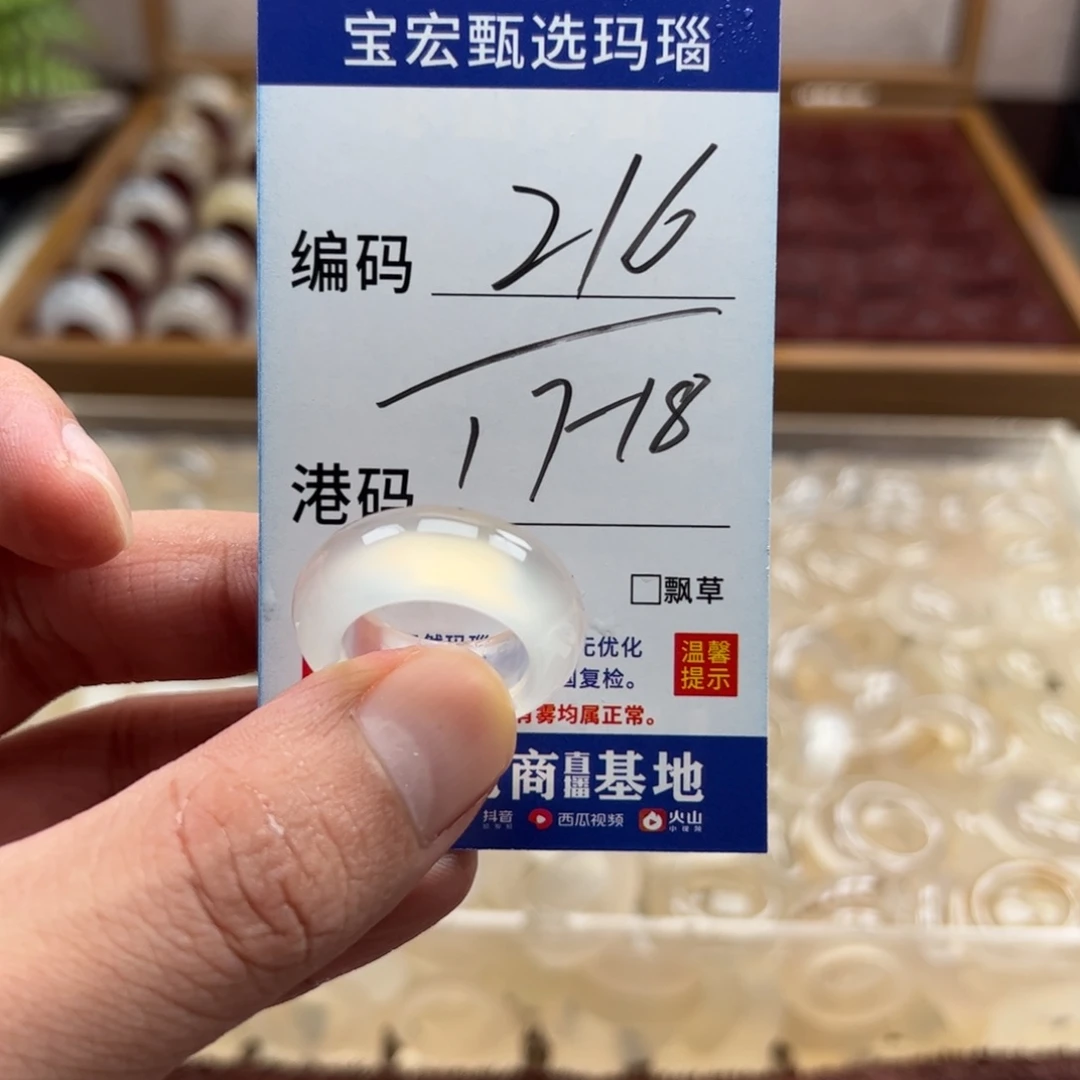 宝宏甄选玛瑙
编码 216
港码 17-18
飘草
优化 温馨
复检。 提示
雾均属正常。
商直播基地
抖音 西瓜视频 火山